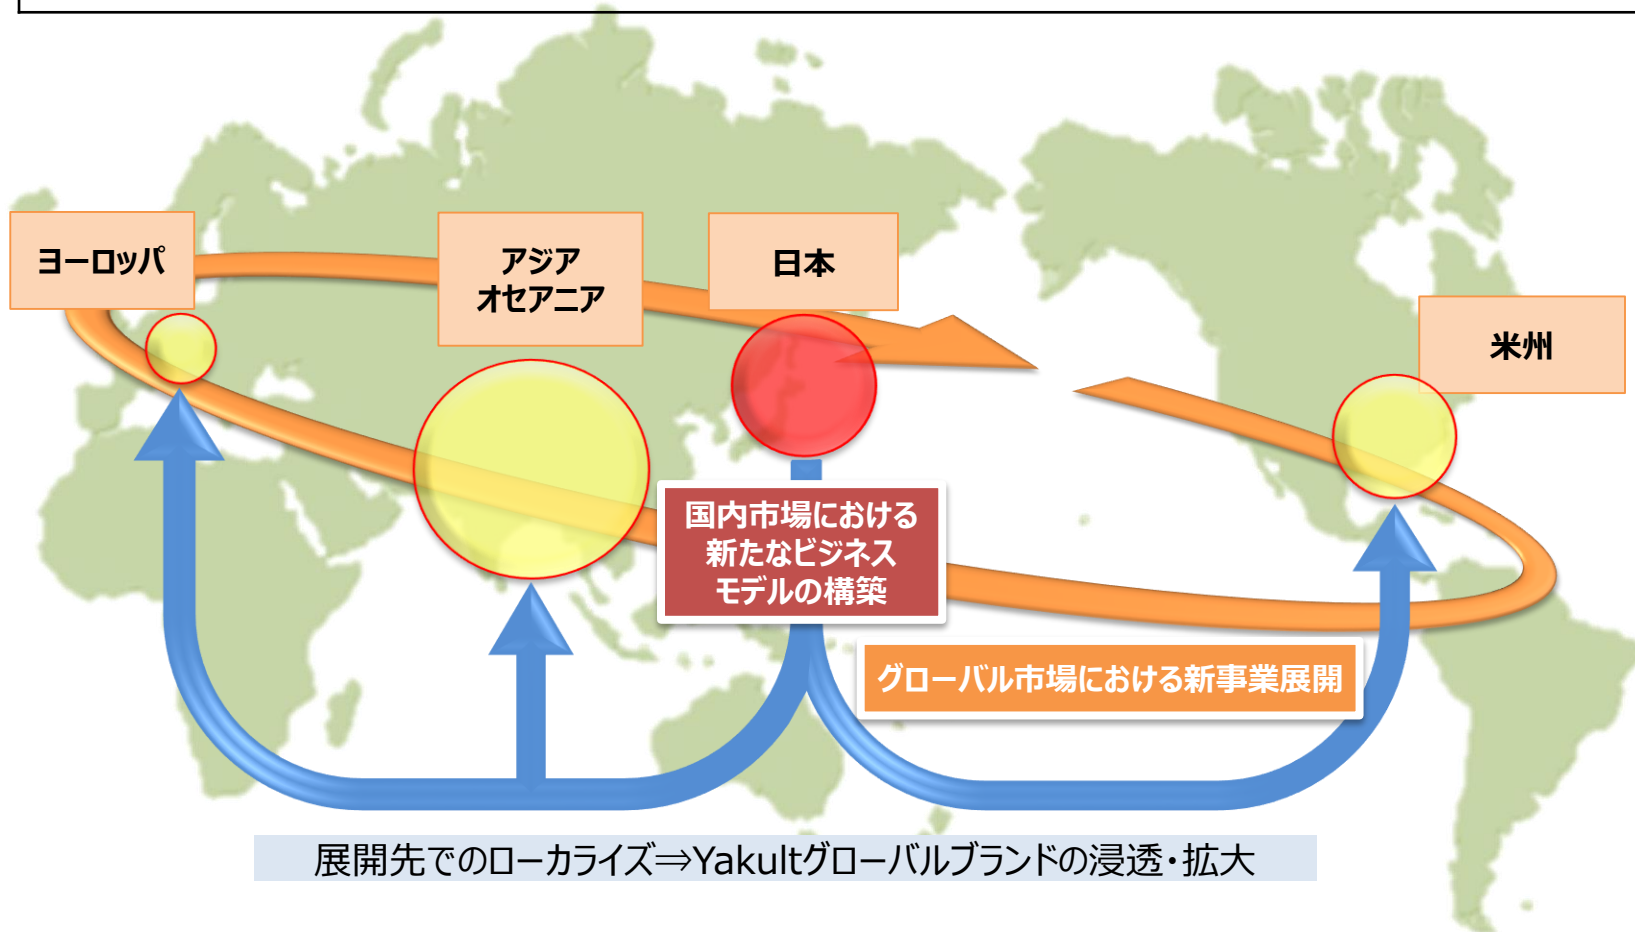 ヨーロッパ
アジア
オセアニア
日本
米州
国内市場における
新たなビジネス
モデルの構築
グローバル市場における新事業展開
展開先でのローカライズ⇒Yakultグローバルブランドの浸透・拡大